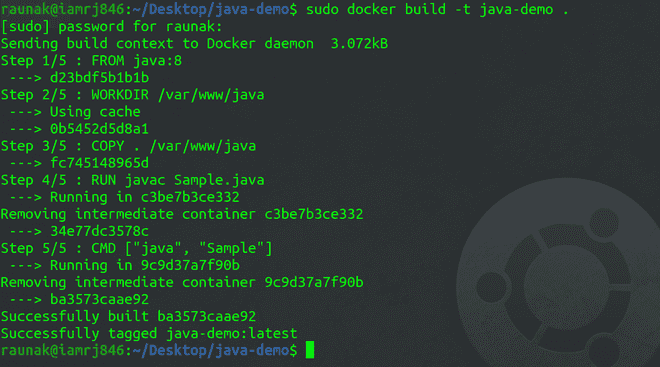 raunak@iamrj846:~/Desktop/java-demo$ sudo docker build -t java-demo .
[sudo] password for raunak:
Sending build context to Docker daemon  3.072kB
Step 1/5 : FROM java:8
 ---> d23bdf5b1b1b
Step 2/5 : WORKDIR /var/www/java
 ---> Using cache
 ---> 0b5452d5d8a1
Step 3/5 : COPY . /var/www/java
 ---> fc745148965d
Step 4/5 : RUN javac Sample.java
 ---> Running in c3be7b3ce332
Removing intermediate container c3be7b3ce332
 ---> 34e77dc3578c
Step 5/5 : CMD ["java", "Sample"]
 ---> Running in 9c9d37a7f90b
Removing intermediate container 9c9d37a7f90b
 ---> ba3573caae92
Successfully built ba3573caae92
Successfully tagged java-demo:latest
raunak@iamrj846:~/Desktop/java-demo$